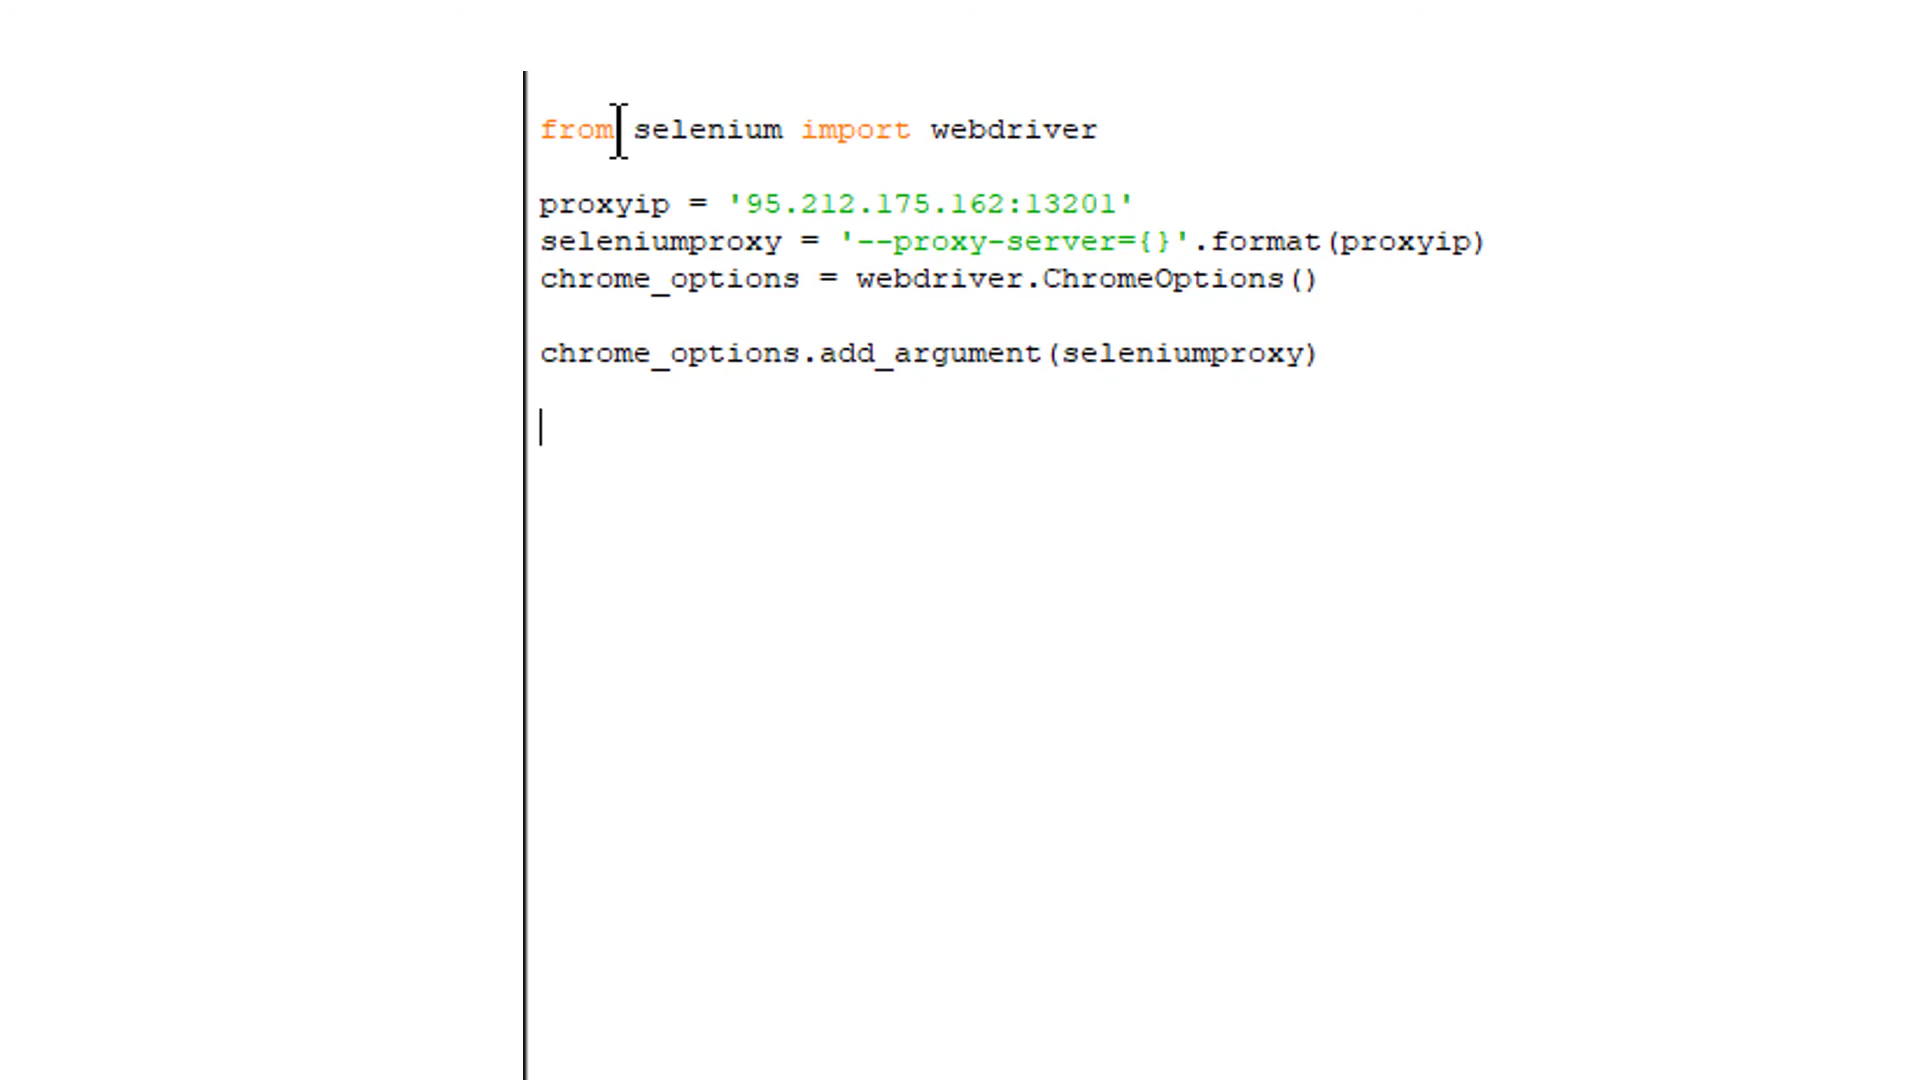 from selenium import webdriver
proxyip = '95.212.175.162:13201'
seleniumproxy = '--proxy-server={}'.format(proxyip)
chrome_options = webdriver.ChromeOptions()
chrome_options.add_argument(seleniumproxy)